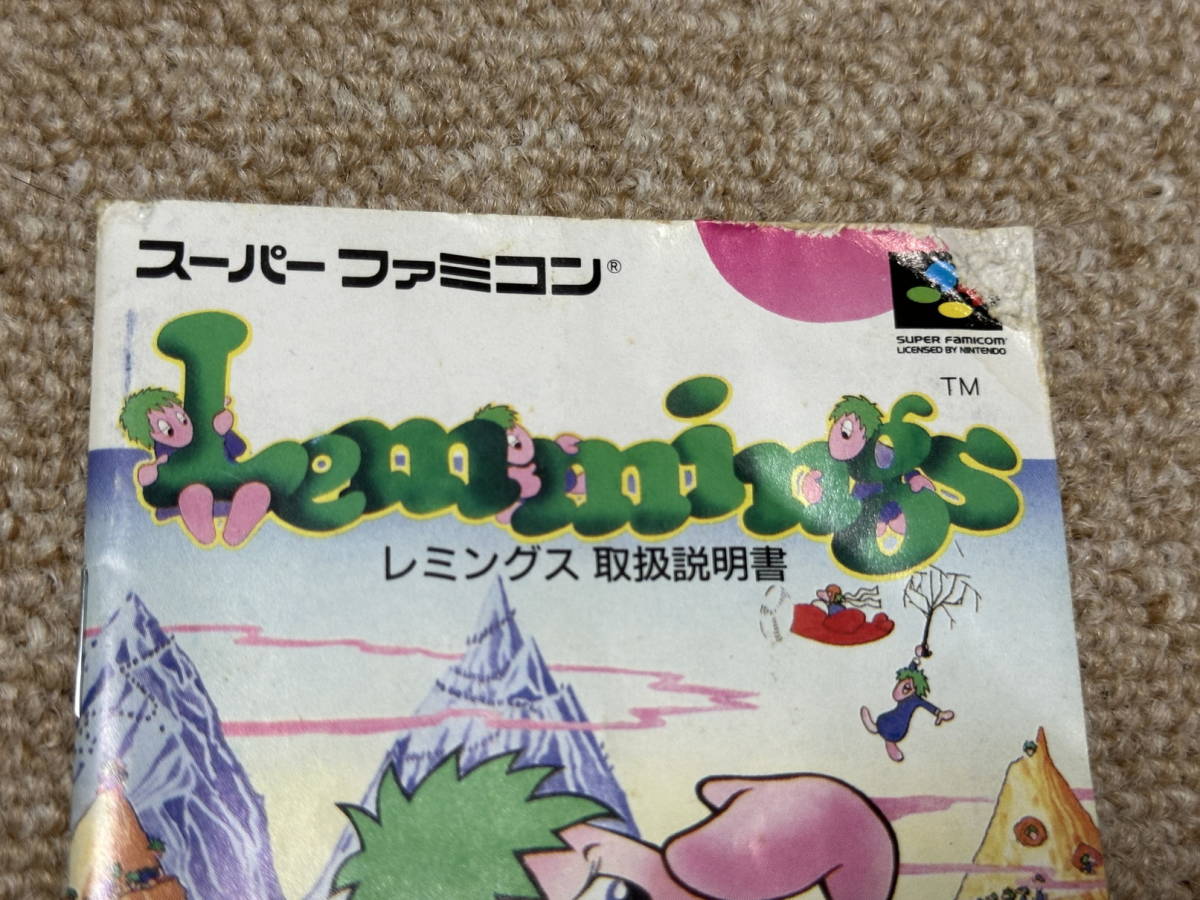 スーパーファミコン®
SUPER FAMICOM
LICENSED BY NINTENDO
Lemmings TM
レミングス 取扱説明書